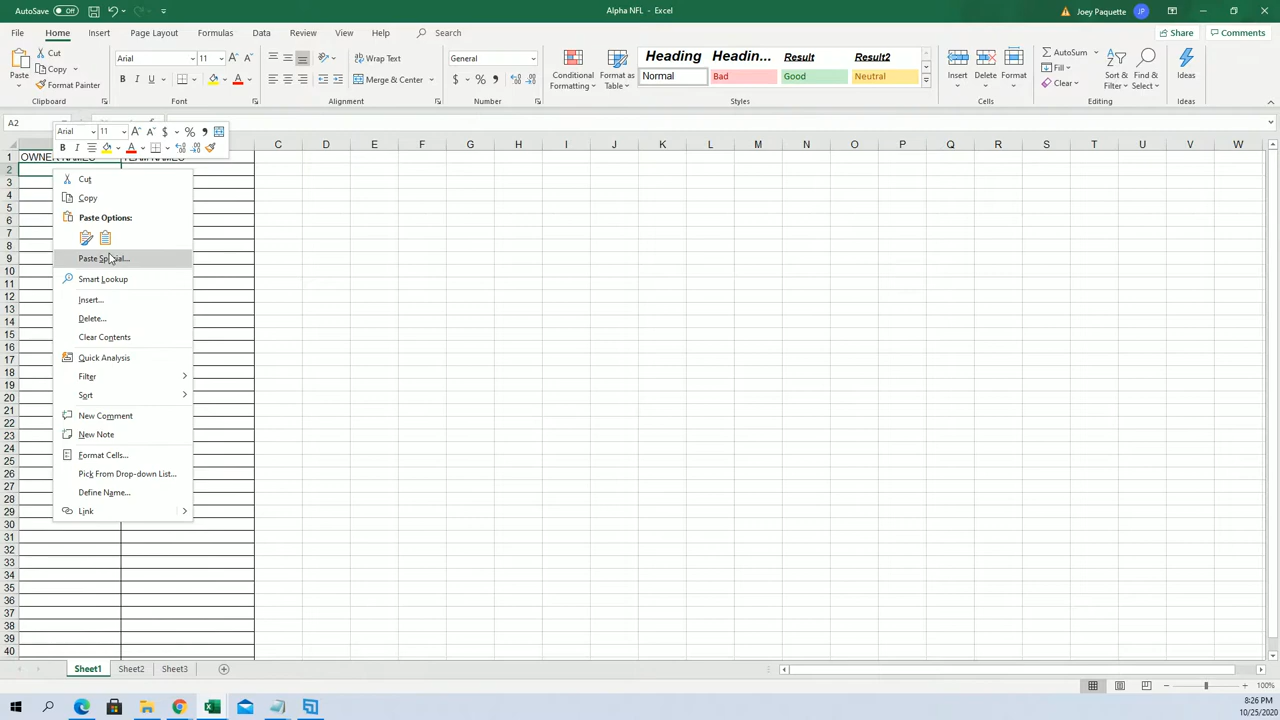 AutoSave Off
Alpha NFL - Excel
Joey Paquette JP
File Home Insert Page Layout Formulas Data Review View Help Search
Share Comments
Paste
Cut
Copy
Format Painter
Clipboard
Arial 11
B I U
Font
Wrap Text
Merge & Center
Alignment
General
$ % ,
Number
Conditional Formatting
Format as Table
Heading Headin... Result Result2
Normal Bad Good Neutral
Styles
Insert Delete Format
Cells
AutoSum
Fill
Clear
Sort & Filter
Find & Select
Editing
Ideas
Ideas
A2
Arial 11 A A $ % ,
B I A
C D E F G H I J K L M N O P Q R S T U V W
1 OWNER NAMES TEAM NAMES
2
3
4
5
6
7
8
9
10
11
12
13
14
15
16
17
18
19
20
21
22
23
24
25
26
27
28
29
30
31
32
33
34
35
36
37
38
39
40
Cut
Copy
Paste Options:
Paste Special...
Smart Lookup
Insert...
Delete...
Clear Contents
Quick Analysis
Filter
Sort
New Comment
New Note
Format Cells...
Pick From Drop-down List...
Define Name...
Link
Sheet1 Sheet2 Sheet3
100%
8:26 PM
10/25/2020